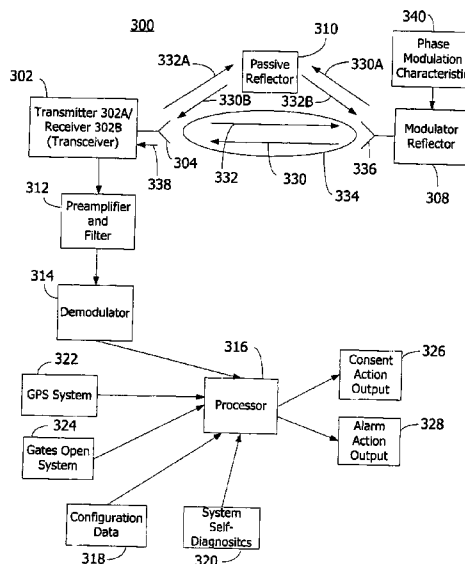 300
310
340
332A
Passive
Reflector
330A
Phase
Modulation
Characteristic
302
330B
332B
Transmitter 302A/
Receiver 302B
(Transceiver)
304
338
332
330
334
336
Modulator
Reflector
308
312
Preamplifier
and
Filter
314
Demodulator
316
322
GPS System
324
Gates Open
System
Processor
Consent
Action
Output
326
Alarm
Action
Output
328
Configuration
Data
318
System
Self-
Diagnositcs
320